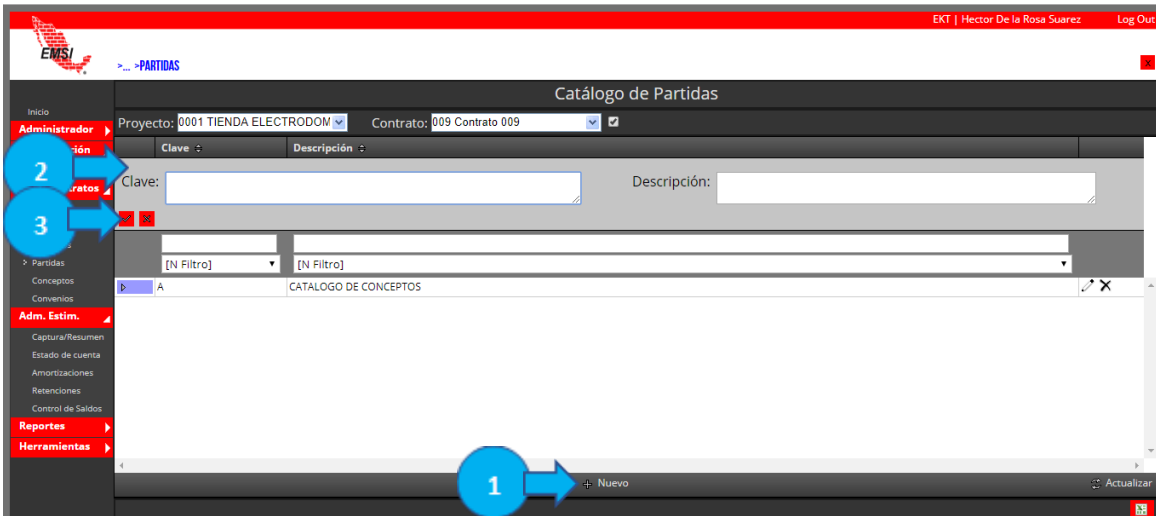 EKT | Hector De la Rosa Suarez Log Out
EMSI
>... >PARTIDAS
x
Catálogo de Partidas
Inicio
Administrador
Proyecto: 0001 TIENDA ELECTRODOM Contrato: 009 Contrato 009
ción
Clave Descripción
2
Clave: Descripción:
tratos
3
Partidas
[N Filtro] [N Filtro]
Conceptos
A CATALOGO DE CONCEPTOS
Convenios
Adm. Estim.
Captura/Resumen
Estado de cuenta
Amortizaciones
Retenciones
Control de Saldos
Reportes
Herramientas
1
Nuevo Actualizar